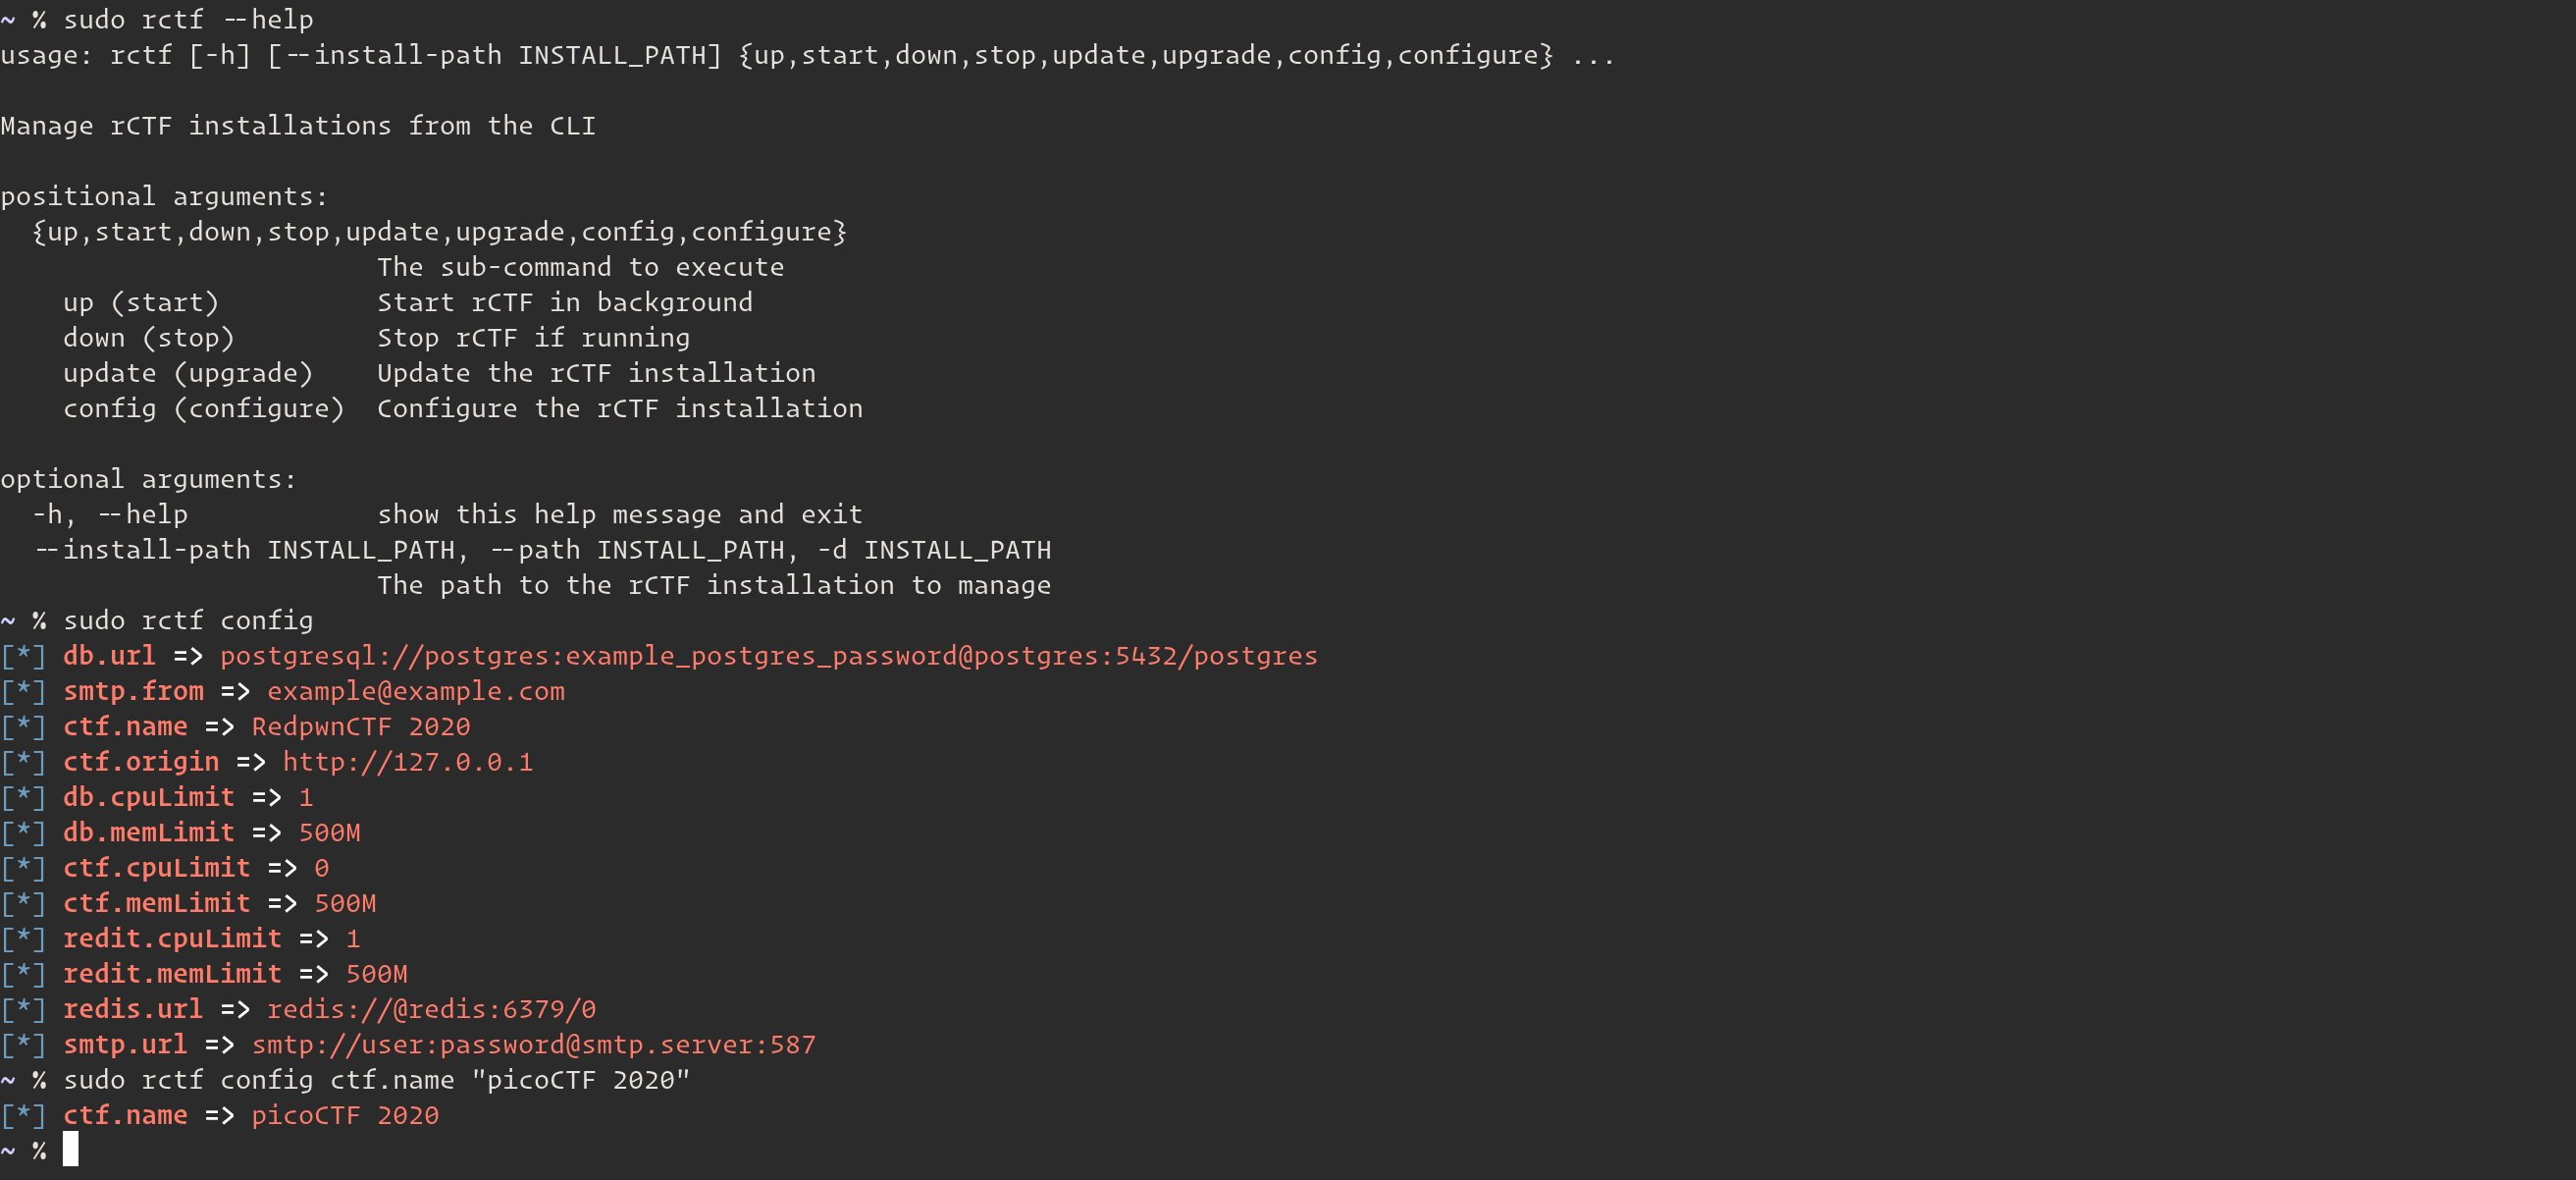 ~ % sudo rctf --help
usage: rctf [-h] [--install-path INSTALL_PATH] {up,start,down,stop,update,upgrade,config,configure} ...

Manage rCTF installations from the CLI

positional arguments:
  {up,start,down,stop,update,upgrade,config,configure}
                        The sub-command to execute
    up (start)          Start rCTF in background
    down (stop)         Stop rCTF if running
    update (upgrade)    Update the rCTF installation
    config (configure)  Configure the rCTF installation

optional arguments:
  -h, --help            show this help message and exit
  --install-path INSTALL_PATH, --path INSTALL_PATH, -d INSTALL_PATH
                        The path to the rCTF installation to manage
~ % sudo rctf config
[*] db.url => postgresql://postgres:example_postgres_password@postgres:5432/postgres
[*] smtp.from => example@example.com
[*] ctf.name => RedpwnCTF 2020
[*] ctf.origin => http://127.0.0.1
[*] db.cpuLimit => 1
[*] db.memLimit => 500M
[*] ctf.cpuLimit => 0
[*] ctf.memLimit => 500M
[*] redit.cpuLimit => 1
[*] redit.memLimit => 500M
[*] redis.url => redis://@redis:6379/0
[*] smtp.url => smtp://user:password@smtp.server:587
~ % sudo rctf config ctf.name "picoCTF 2020"
[*] ctf.name => picoCTF 2020
~ %